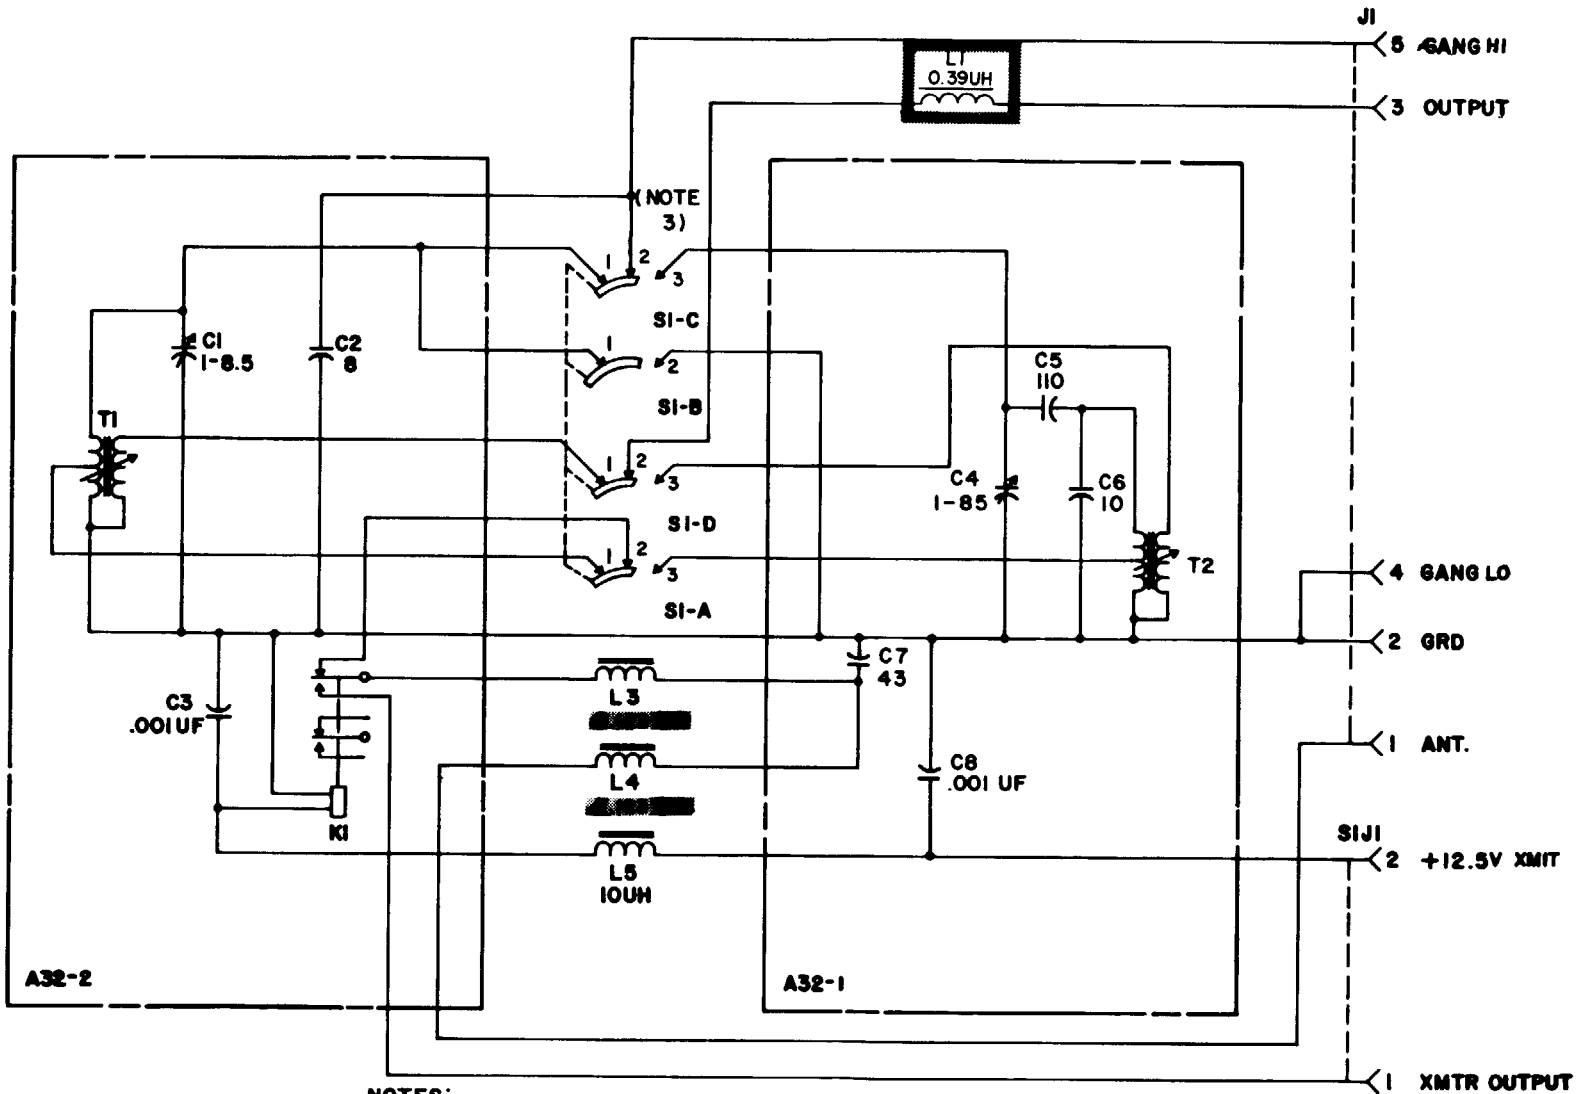 J1
5 GANG HI
L1
0.39UH
3 OUTPUT
(NOTE
3)
1
2
3
S1-C
C1
1-8.5
C2
8
1
2
S1-B
C5
110
T1
1
2
3
S1-D
C4
1-85
C6
10
1
2
3
S1-A
T2
4 GANG LO
2 GRD
C7
43
C3
.001UF
L3
1 ANT.
L4
C8
.001 UF
K1
S1J1
L5
10UH
2 +12.5V XMIT
A32-2
A32-1
1 XMTR OUTPUT
NOTES: